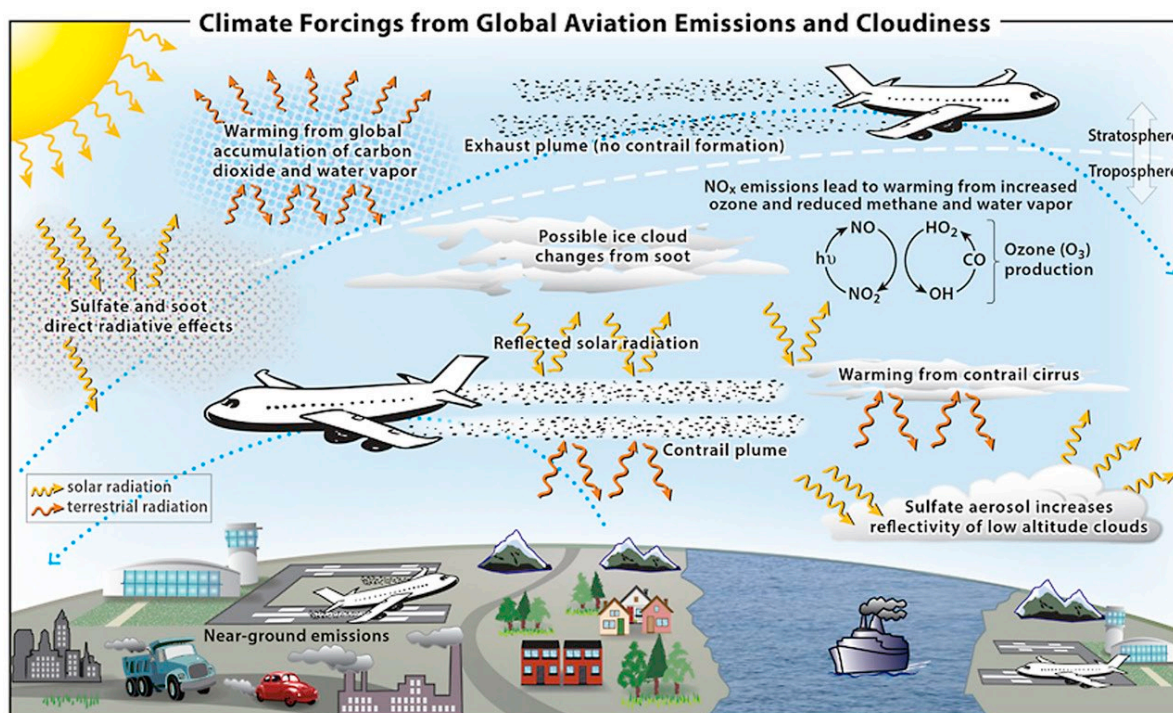 Climate Forcings from Global Aviation Emissions and Cloudiness
Warming from global
accumulation of carbon
dioxide and water vapor
Exhaust plume (no contrail formation)
Stratosphere
Troposphere
NOx emissions lead to warming from increased
ozone and reduced methane and water vapor
Possible ice cloud
changes from soot
NO
HO2
hυ
CO
NO2
OH
Ozone (O3)
production
Sulfate and soot
direct radiative effects
Reflected solar radiation
Warming from contrail cirrus
Contrail plume
solar radiation
terrestrial radiation
Sulfate aerosol increases
reflectivity of low altitude clouds
Near-ground emissions